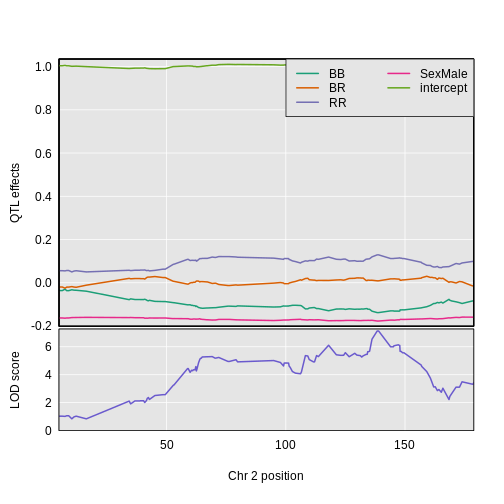 BB SexMale
BR intercept
RR
QTL effects
1.0
0.8
0.6
0.4
0.2
0.0
-0.2
LOD score
6
4
2
0
50 100 150
Chr 2 position